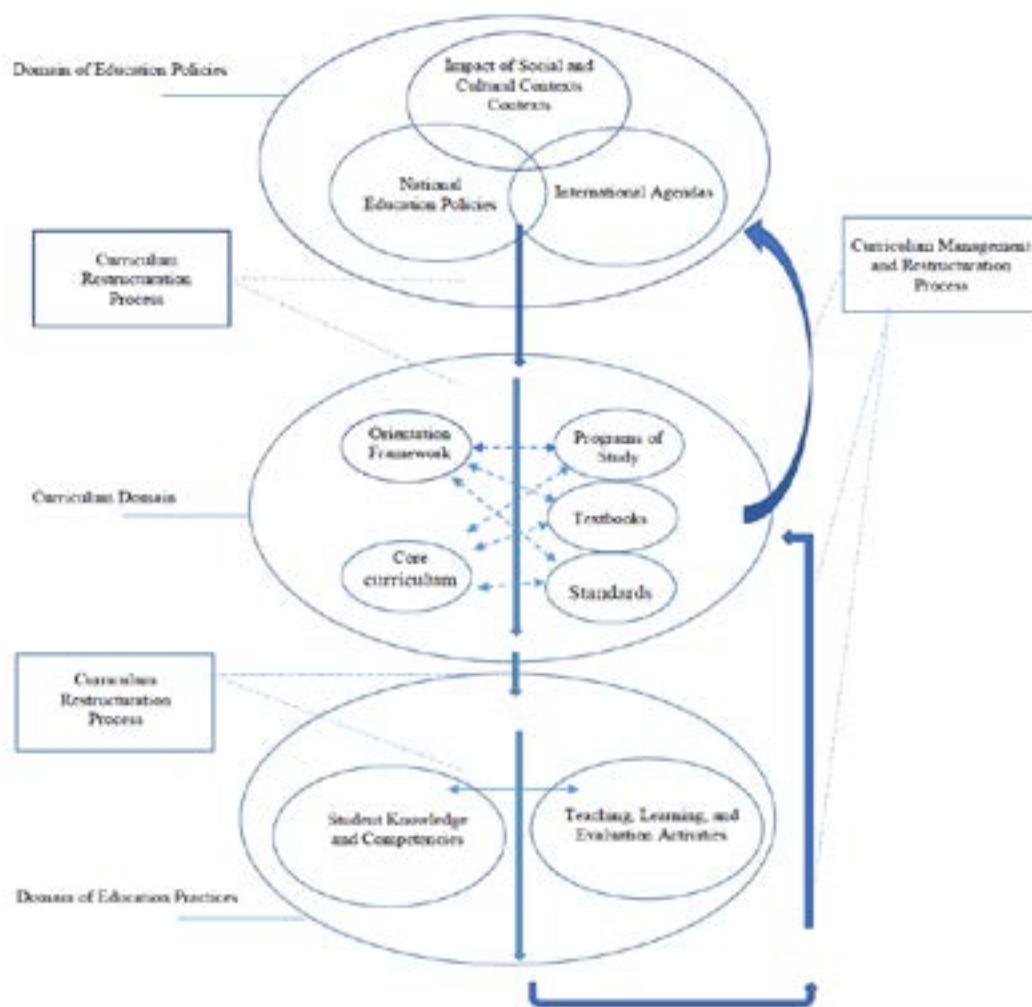 Impact of Social and
Cultural Contexts
Contexts
Domain of Education Policies
National
Education Policies
International Agendas
Curriculum
Restructuration
Process
Curriculum Management
and Restructuration
Process
Orientation
Framework
Programs of
Study
Curriculum Domain
Textbooks
Core
curriculum
Standards
Curriculum
Restructuration
Process
Student Knowledge
and Competencies
Teaching, Learning, and
Evaluation Activities
Domain of Education Practices